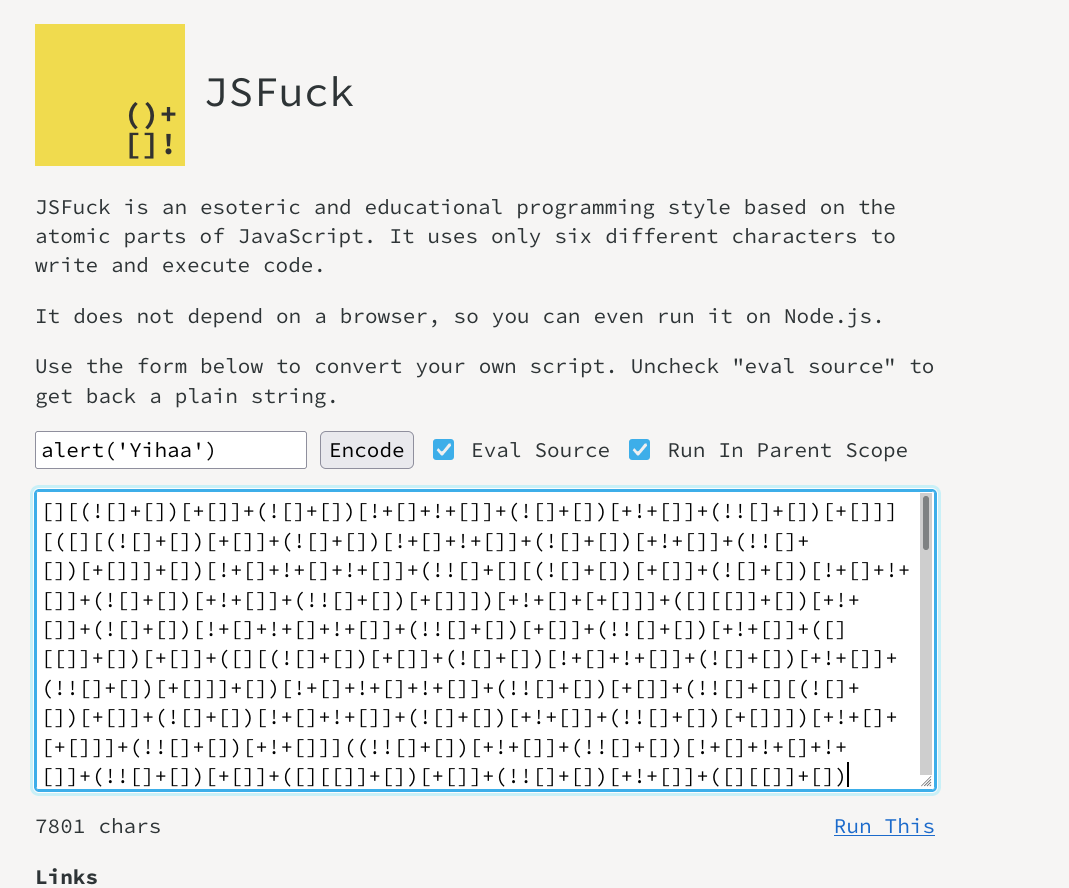 ()+
[]!
JSFuck
JSFuck is an esoteric and educational programming style based on the
atomic parts of JavaScript. It uses only six different characters to
write and execute code.
It does not depend on a browser, so you can even run it on Node.js.
Use the form below to convert your own script. Uncheck "eval source" to
get back a plain string.
alert('Yihaa') Encode Eval Source Run In Parent Scope
[][(![]+[])[+[]]+(![]+[])[!+[]+!+[]]+(![]+[])[+!+[]]+(!![]+[])[+[]]]
[([][(![]+[])[+[]]+(![]+[])[!+[]+!+[]]+(![]+[])[+!+[]]+(!![]+
[])[+[]]]+[])[!+[]+!+[]+!+[]]+(!![]+[][(![]+[])[+[]]+(![]+[])[!+[]+!+
[]]+(![]+[])[+!+[]]+(!![]+[])[+[]]])[+!+[]+[+[]]]+([][[]]+[])[+!+
[]]+(![]+[])[!+[]+!+[]+!+[]]+(!![]+[])[+[]]+(!![]+[])[+!+[]]+([]
[[]]+[])[+[]]+([][(![]+[])[+[]]+(![]+[])[!+[]+!+[]]+(![]+[])[+!+[]]+
(!![]+[])[+[]]]+[])[!+[]+!+[]+!+[]]+(!![]+[])[+[]]+(!![]+[][(![]+
[])[+[]]+(![]+[])[!+[]+!+[]]+(![]+[])[+!+[]]+(!![]+[])[+[]]])[+!+[]+
[+[]]]+(!![]+[])[+!+[]]]((!![]+[])[+!+[]]+(!![]+[])[!+[]+!+[]+!+
[]]+(!![]+[])[+[]]+([][[]]+[])[+[]]+(!![]+[])[+!+[]]+([][[]]+[])
7801 chars Run This
Links